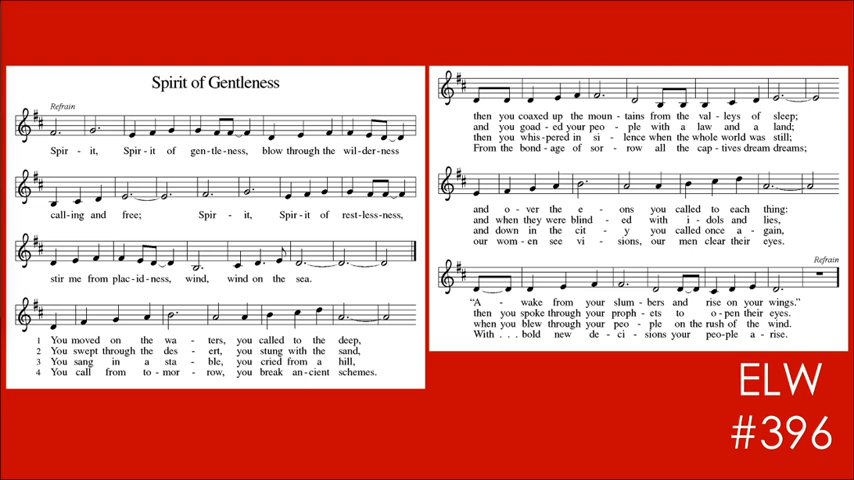 Spirit of Gentleness
Refrain
Spir - it, Spir - it of gen - tle - ness, blow through the wil - der - ness
call - ing and free; Spir - it, Spir - it of rest - less - ness,
stir me from plac - id - ness, wind, wind on the sea.
1 You moved on the wa - ters, you called to the deep,
2 You swept through the des - ert, you stung with the sand,
3 You sang in a sta - ble, you cried from a hill,
4 You call from to - mor - row, you break an - cient schemes.
then you coaxed up the moun - tains from the val - leys of sleep;
and you goad - ed your peo - ple with a law and a land;
then you whis - pered in si - lence when the whole world was still;
From the bond - age of sor - row all the cap - tives dream dreams;
and o - ver the e - ons you called to each thing:
and when they were blind - ed with i - dols and lies,
and down in the cit - y you called once a - gain,
our wom - en see vi - sions, our men clear their eyes.
Refrain
“A - wake from your slum - bers and rise on your wings.”
then you spoke through your proph - ets to o - pen their eyes.
when you blew through your peo - ple on the rush of the wind.
With . . . bold new de - ci - sions your peo - ple a - rise.
ELW
#396